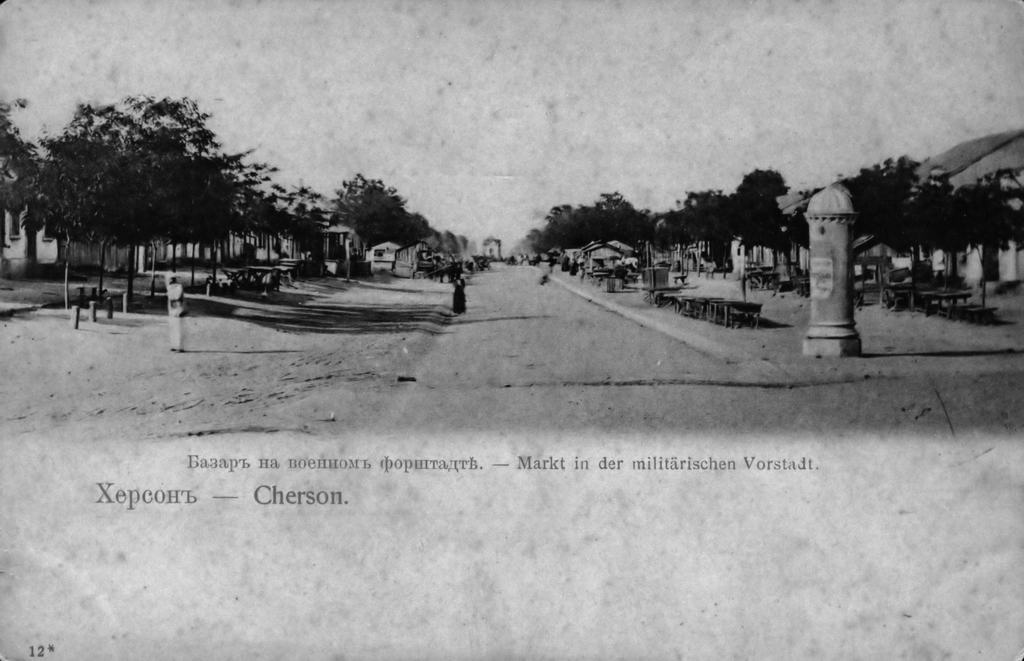 Базаръ на военномъ форштадтѣ. — Markt in der militärischen Vorstadt.
Херсонъ — Cherson.
12*